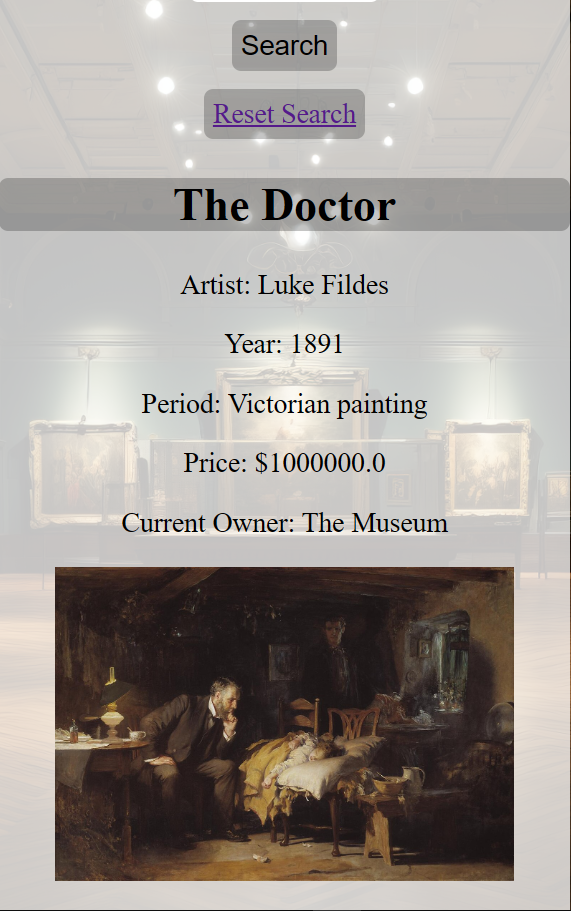 Search
Reset Search
The Doctor
Artist: Luke Fildes
Year: 1891
Period: Victorian painting
Price: $1000000.0
Current Owner: The Museum